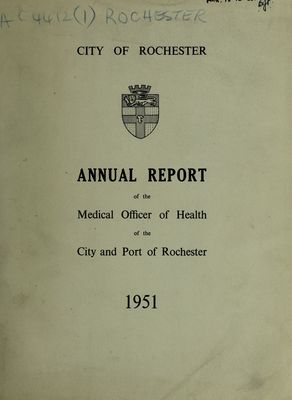 AC4412(1) ROCHESTER
CITY OF ROCHESTER
ANNUAL REPORT
of the
Medical Officer of Health
of the
City and Port of Rochester
1951